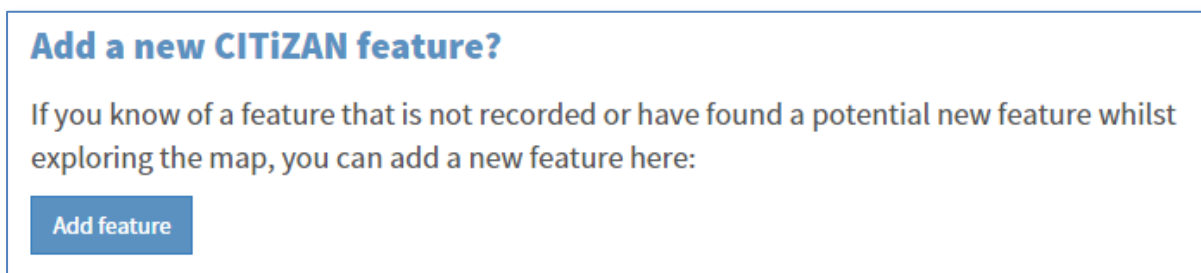 Add a new CITiZAN feature?
If you know of a feature that is not recorded or have found a potential new feature whilst
exploring the map, you can add a new feature here:
Add feature